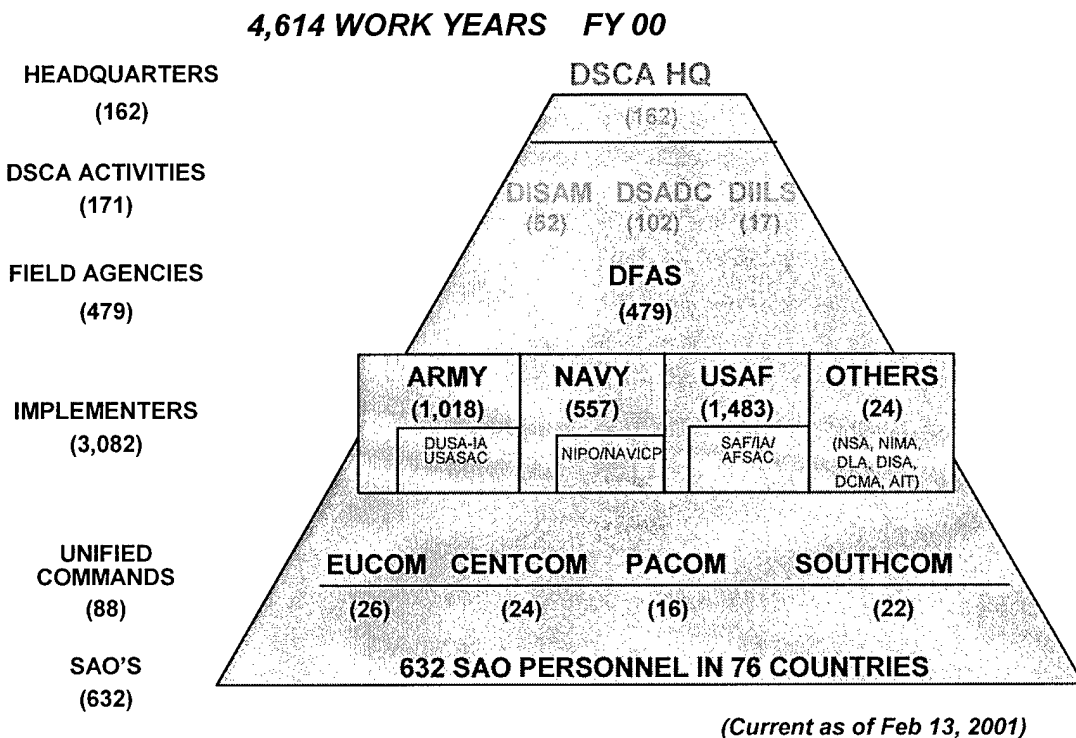 4,614 WORK YEARS FY 00
HEADQUARTERS
(162)
DSCA HQ
(162)
DSCA ACTIVITIES
(171)
DISAM DSADC DIILS
(52) (102) (17)
FIELD AGENCIES
(479)
DFAS
(479)
IMPLEMENTERS
(3,082)
ARMY
(1,018)
DUSA-IA
USASAC
NAVY
(557)
NIPO/NAVICP
USAF
(1,483)
SAF/IA/
AFSAC
OTHERS
(24)
(NSA, NIMA,
DLA, DISA,
DCMA, AIT)
UNIFIED
COMMANDS
(88)
EUCOM CENTCOM PACOM SOUTHCOM
(26) (24) (16) (22)
SAO'S
(632)
632 SAO PERSONNEL IN 76 COUNTRIES
(Current as of Feb 13, 2001)